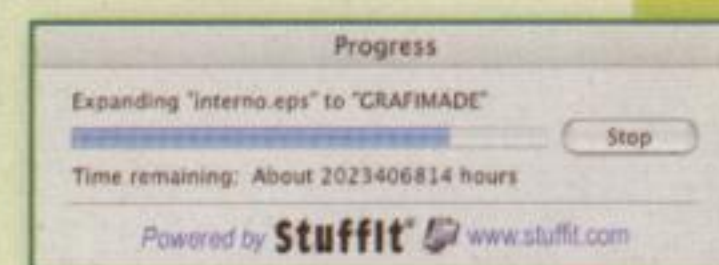 Progress
Expanding "interno.eps" to "GRAFIMADE"
Stop
Time remaining: About 2023406814 hours
Powered by StuffIt® www.stuffit.com